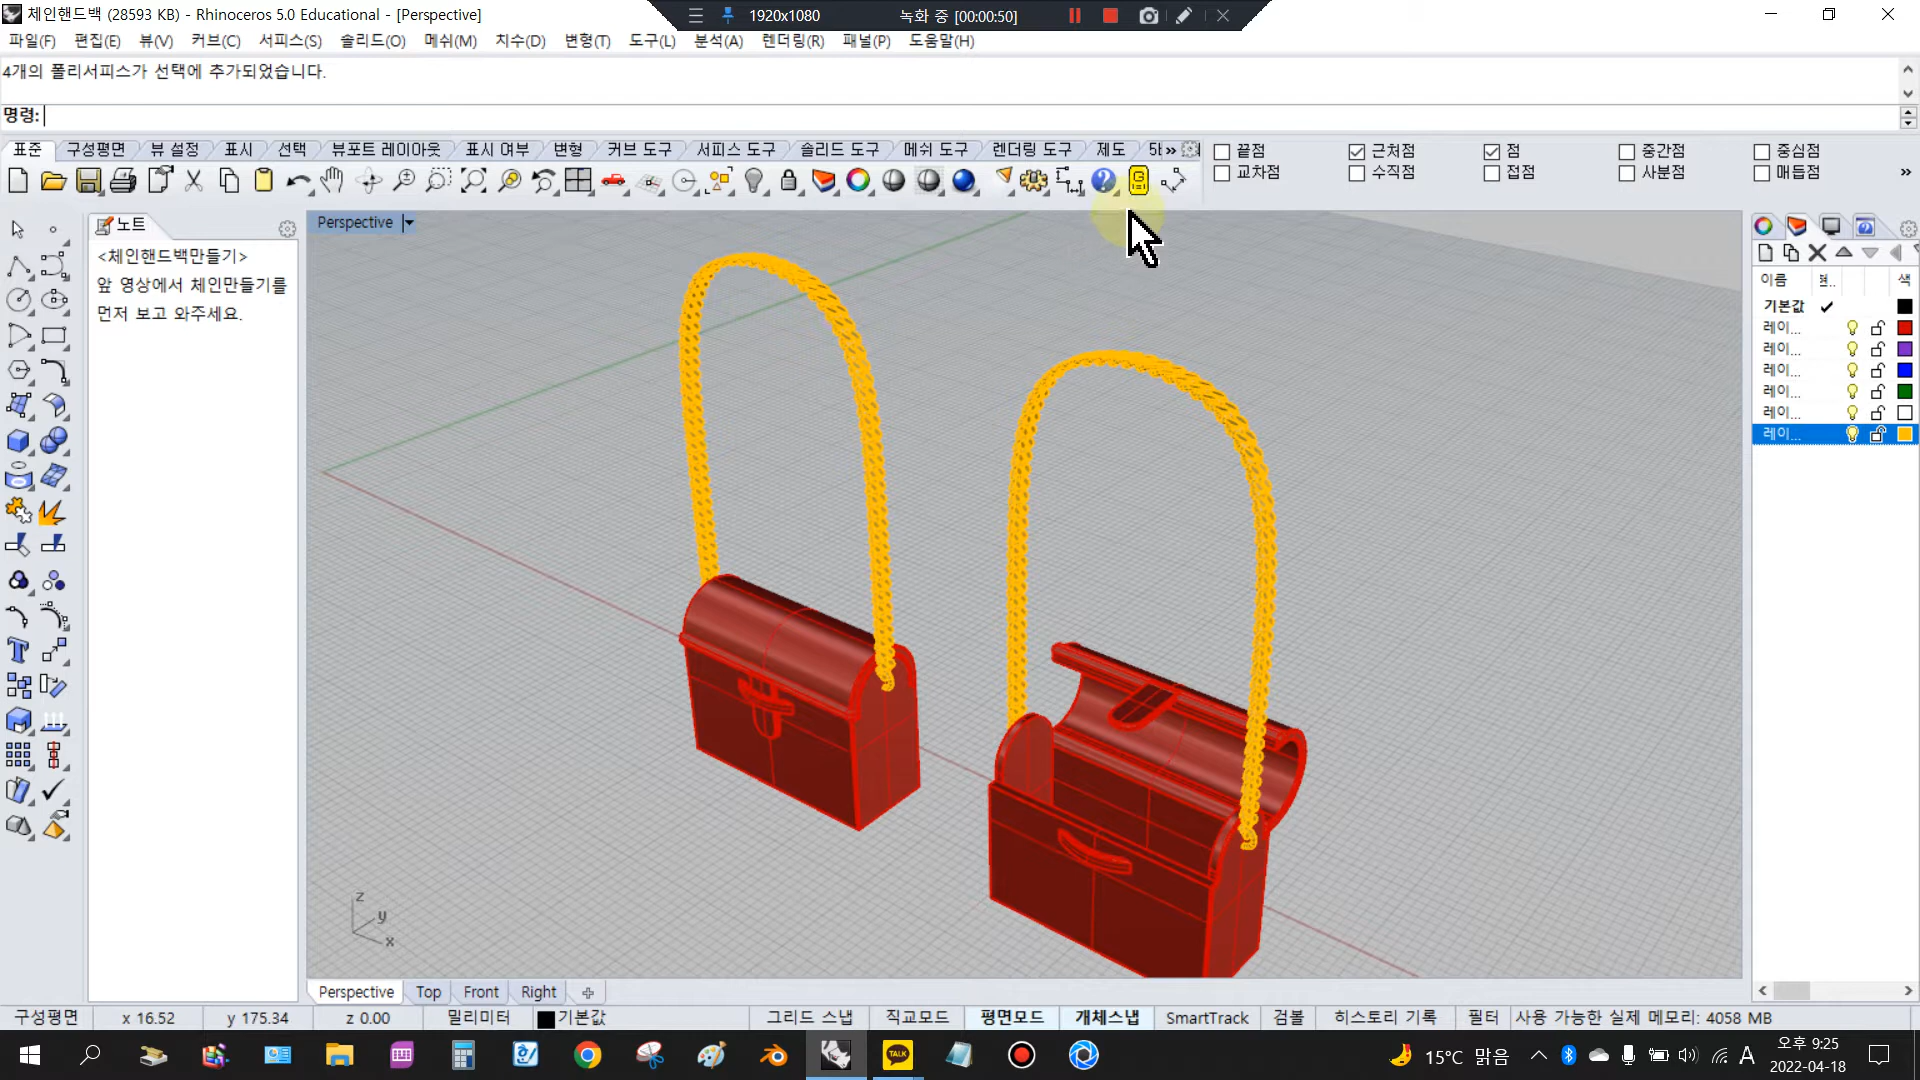 체인핸드백 (28593 KB) - Rhinoceros 5.0 Educational - [Perspective]
1920x1080
녹화 중 [00:00:50]
파일(F) 편집(E) 뷰(V) 커브(C) 서피스(S) 솔리드(O) 메쉬(M) 치수(D) 변형(T) 도구(L) 분석(A) 렌더링(R) 패널(P) 도움말(H)
4개의 폴리서피스가 선택에 추가되었습니다.
명령:
표준 구성평면 뷰 설정 표시 선택 뷰포트 레이아웃 표시 여부 변형 커브 도구 서피스 도구 솔리드 도구 메쉬 도구 렌더링 도구 제도
끝점 근처점 점 중간점 중심점
교차점 수직점 접점 사분점 매듭점
노트
<체인핸드백만들기>
앞 영상에서 체인만들기를
먼저 보고 와주세요.
Perspective
이름 색
기본값
레이...
레이...
레이...
레이...
레이...
레이...
z
y
x
Perspective Top Front Right
구성평면 x 16.52 y 175.34 z 0.00 밀리미터 기본값 그리드 스냅 직교모드 평면모드 개체스냅 SmartTrack 검볼 히스토리 기록 필터 사용 가능한 실제 메모리: 4058 MB
TALK
15°C 맑음
A
오후 9:25
2022-04-18